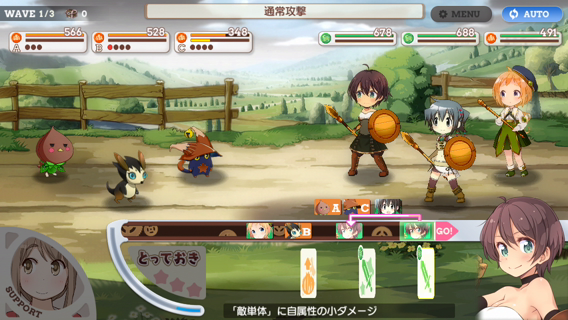 WAVE 1/3 0
通常攻撃
MENU
AUTO
566
528
348
678
688
491
A
B
C
A C
B
GO!
とっておき
SUPPORT
「敵単体」に自属性の小ダメージ